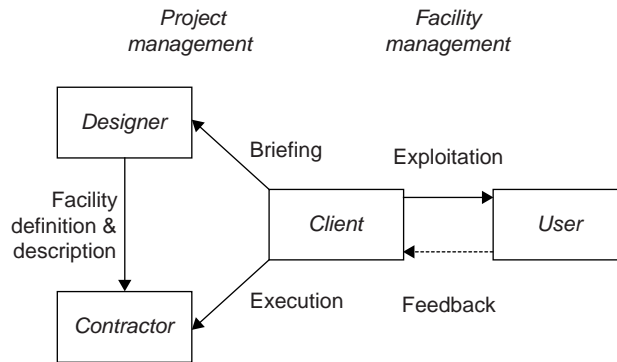 Project
management
Facility
management
Designer
Briefing
Exploitation
Facility
definition &
description
Client
User
Execution
Feedback
Contractor